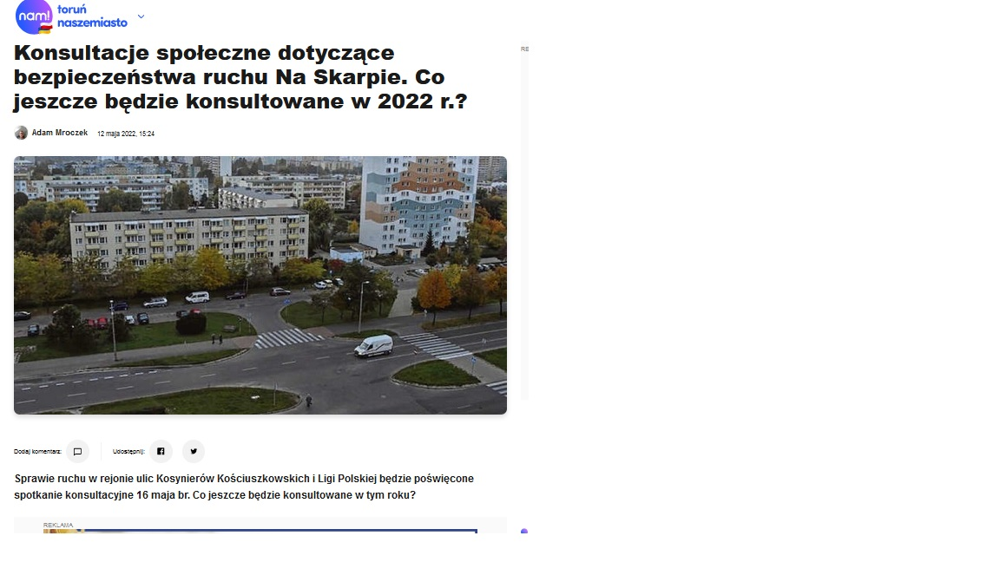 nam!
toruń
naszemiasto
RE
Konsultacje społeczne dotyczące
bezpieczeństwa ruchu Na Skarpie. Co
jeszcze będzie konsultowane w 2022 r.?
Adam Mroczek 12 maja 2022, 15:24
Dodaj komentarz: Udostępnij:
Sprawie ruchu w rejonie ulic Kosynierów Kościuszkowskich i Ligi Polskiej będzie poświęcone
spotkanie konsultacyjne 16 maja br. Co jeszcze będzie konsultowane w tym roku?
REKLAMA